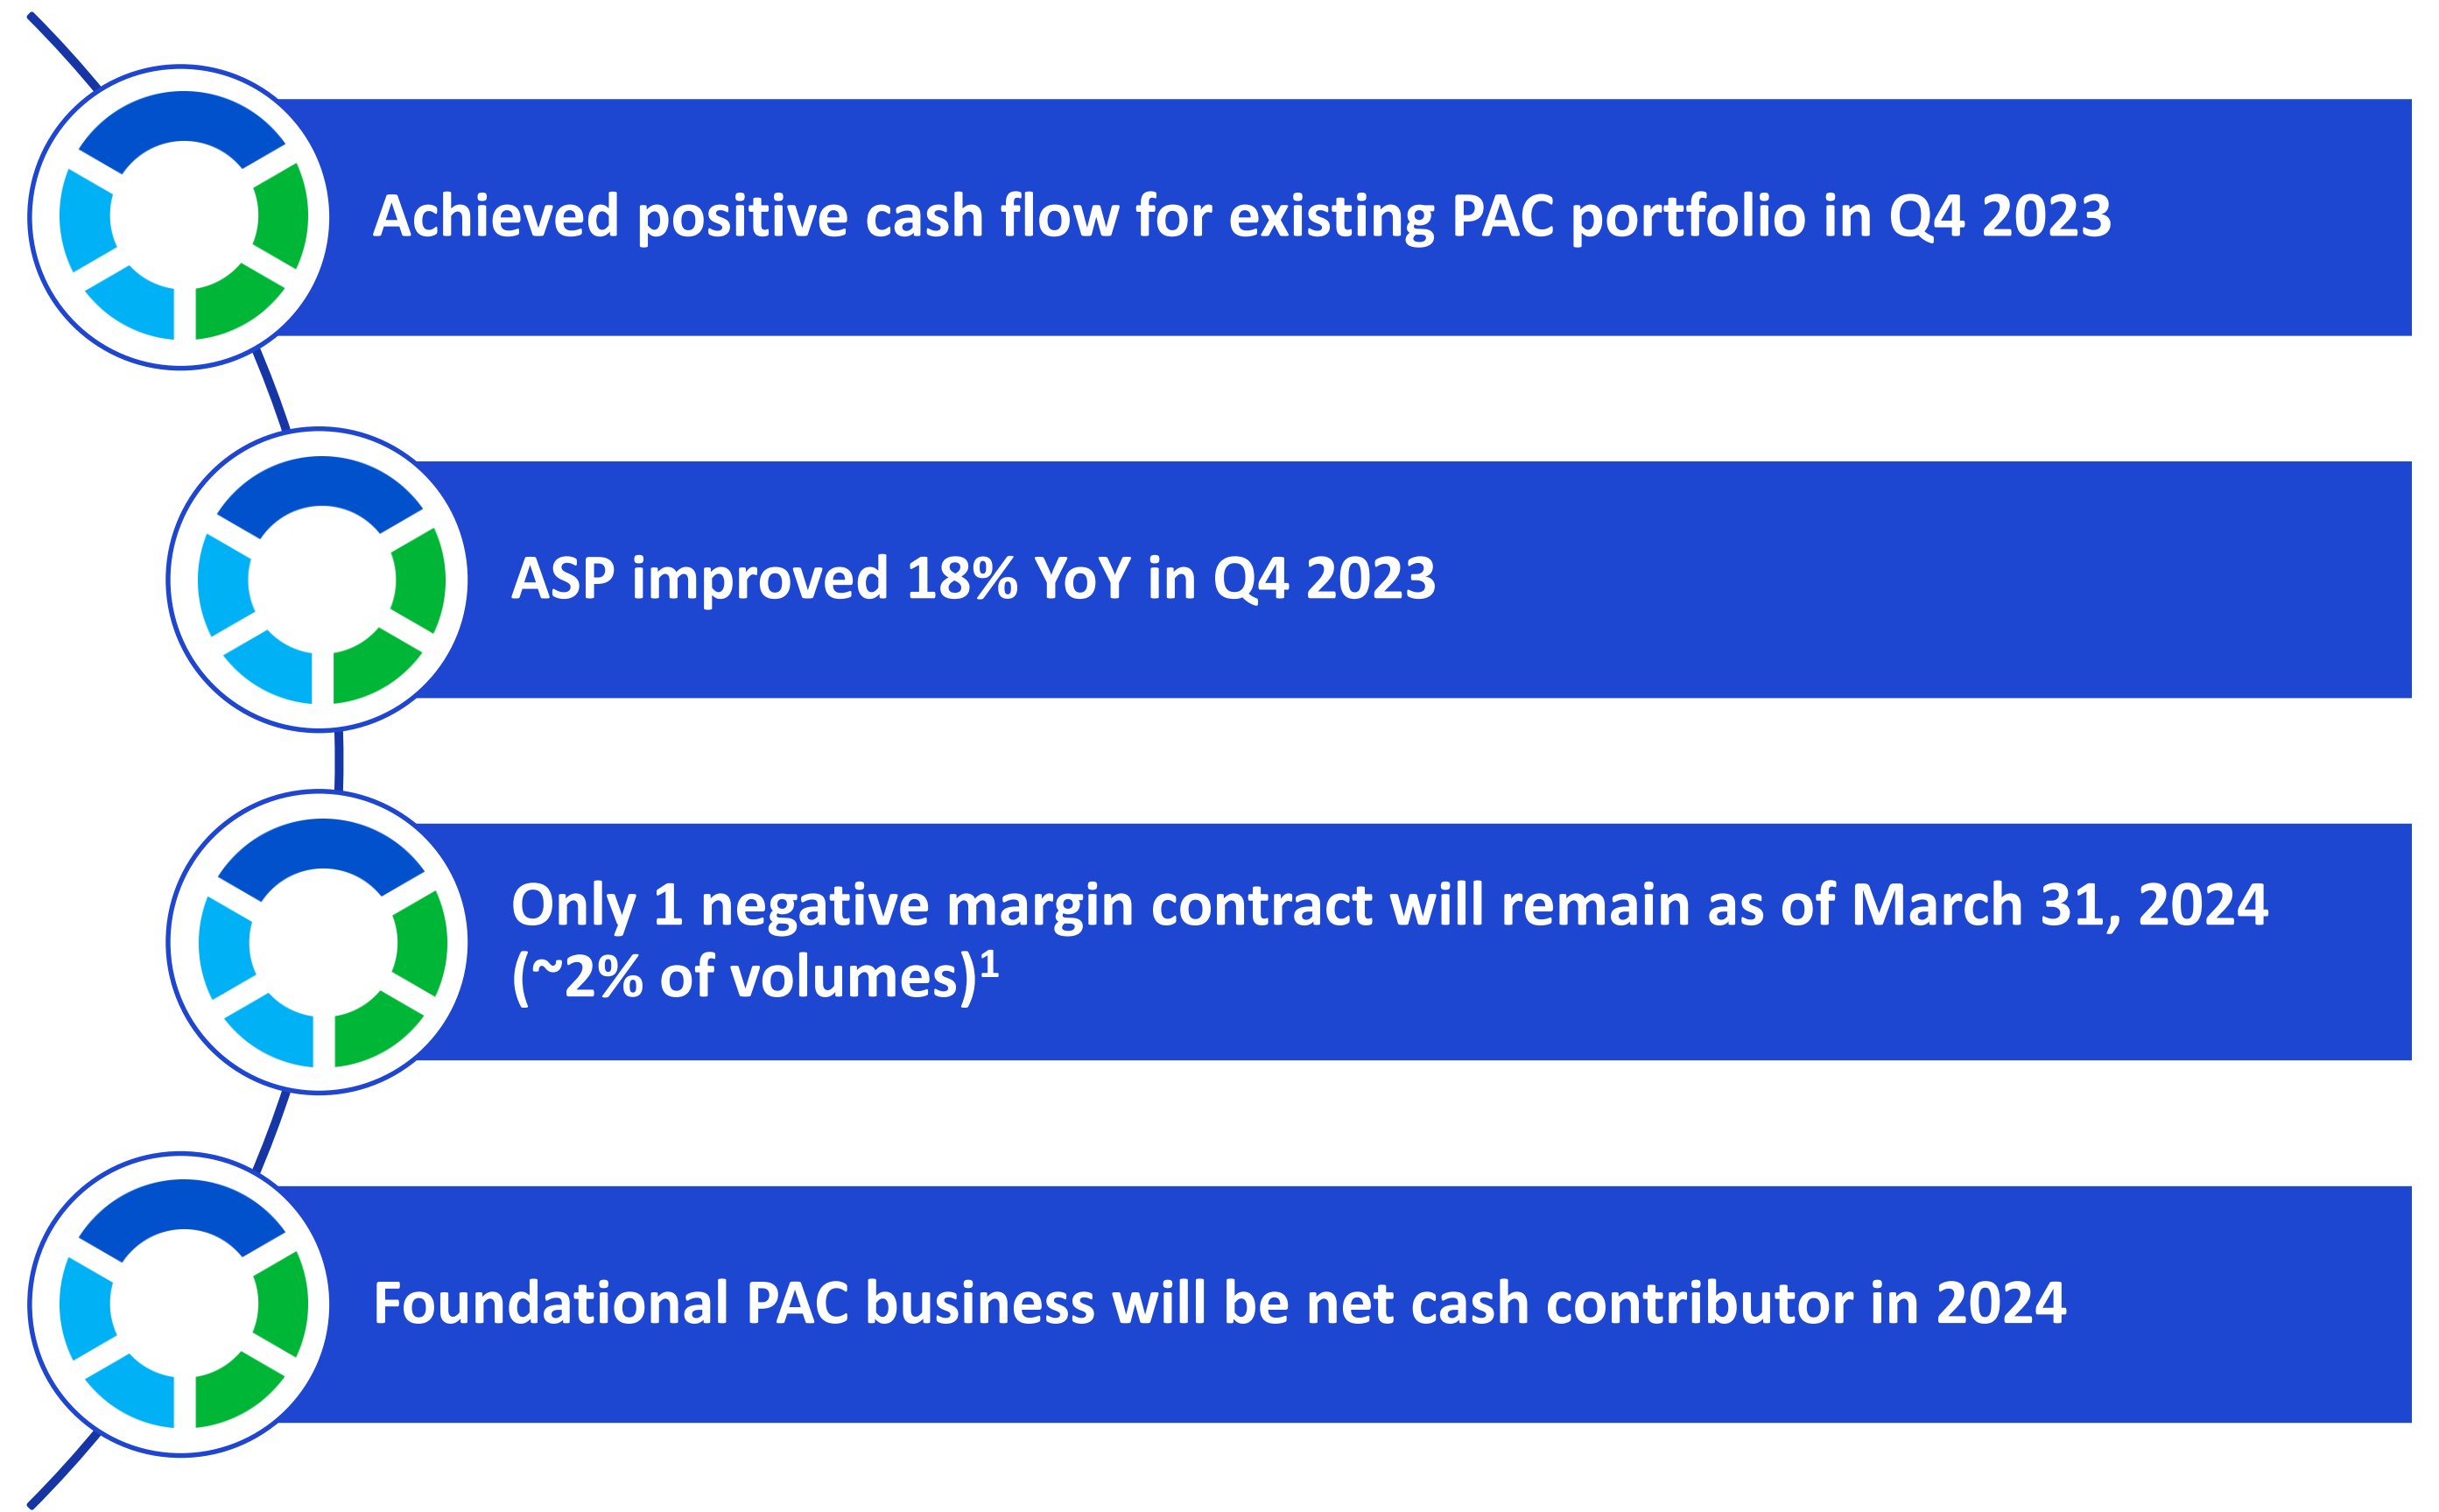 Achieved positive cash flow for existing PAC portfolio in Q4 2023
ASP improved 18% YoY in Q4 2023
Only 1 negative margin contract will remain as of March 31, 2024
(~2% of volumes)¹
Foundational PAC business will be net cash contributor in 2024